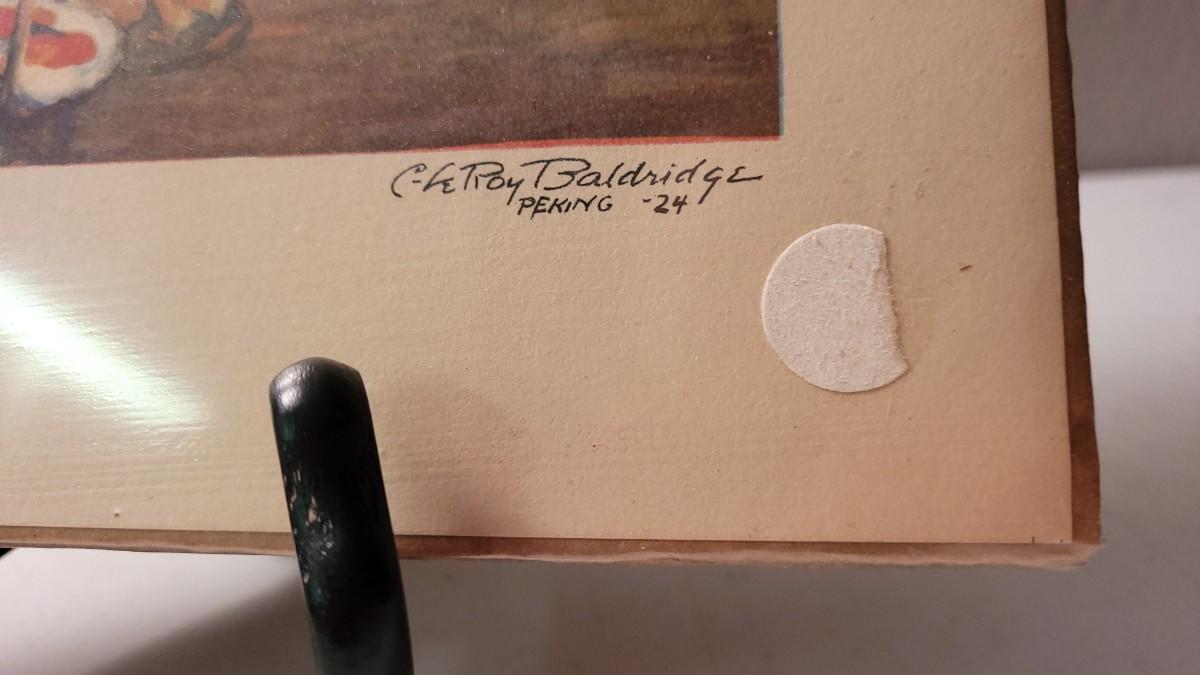 C-LeRoy Baldridge
PEKING -24